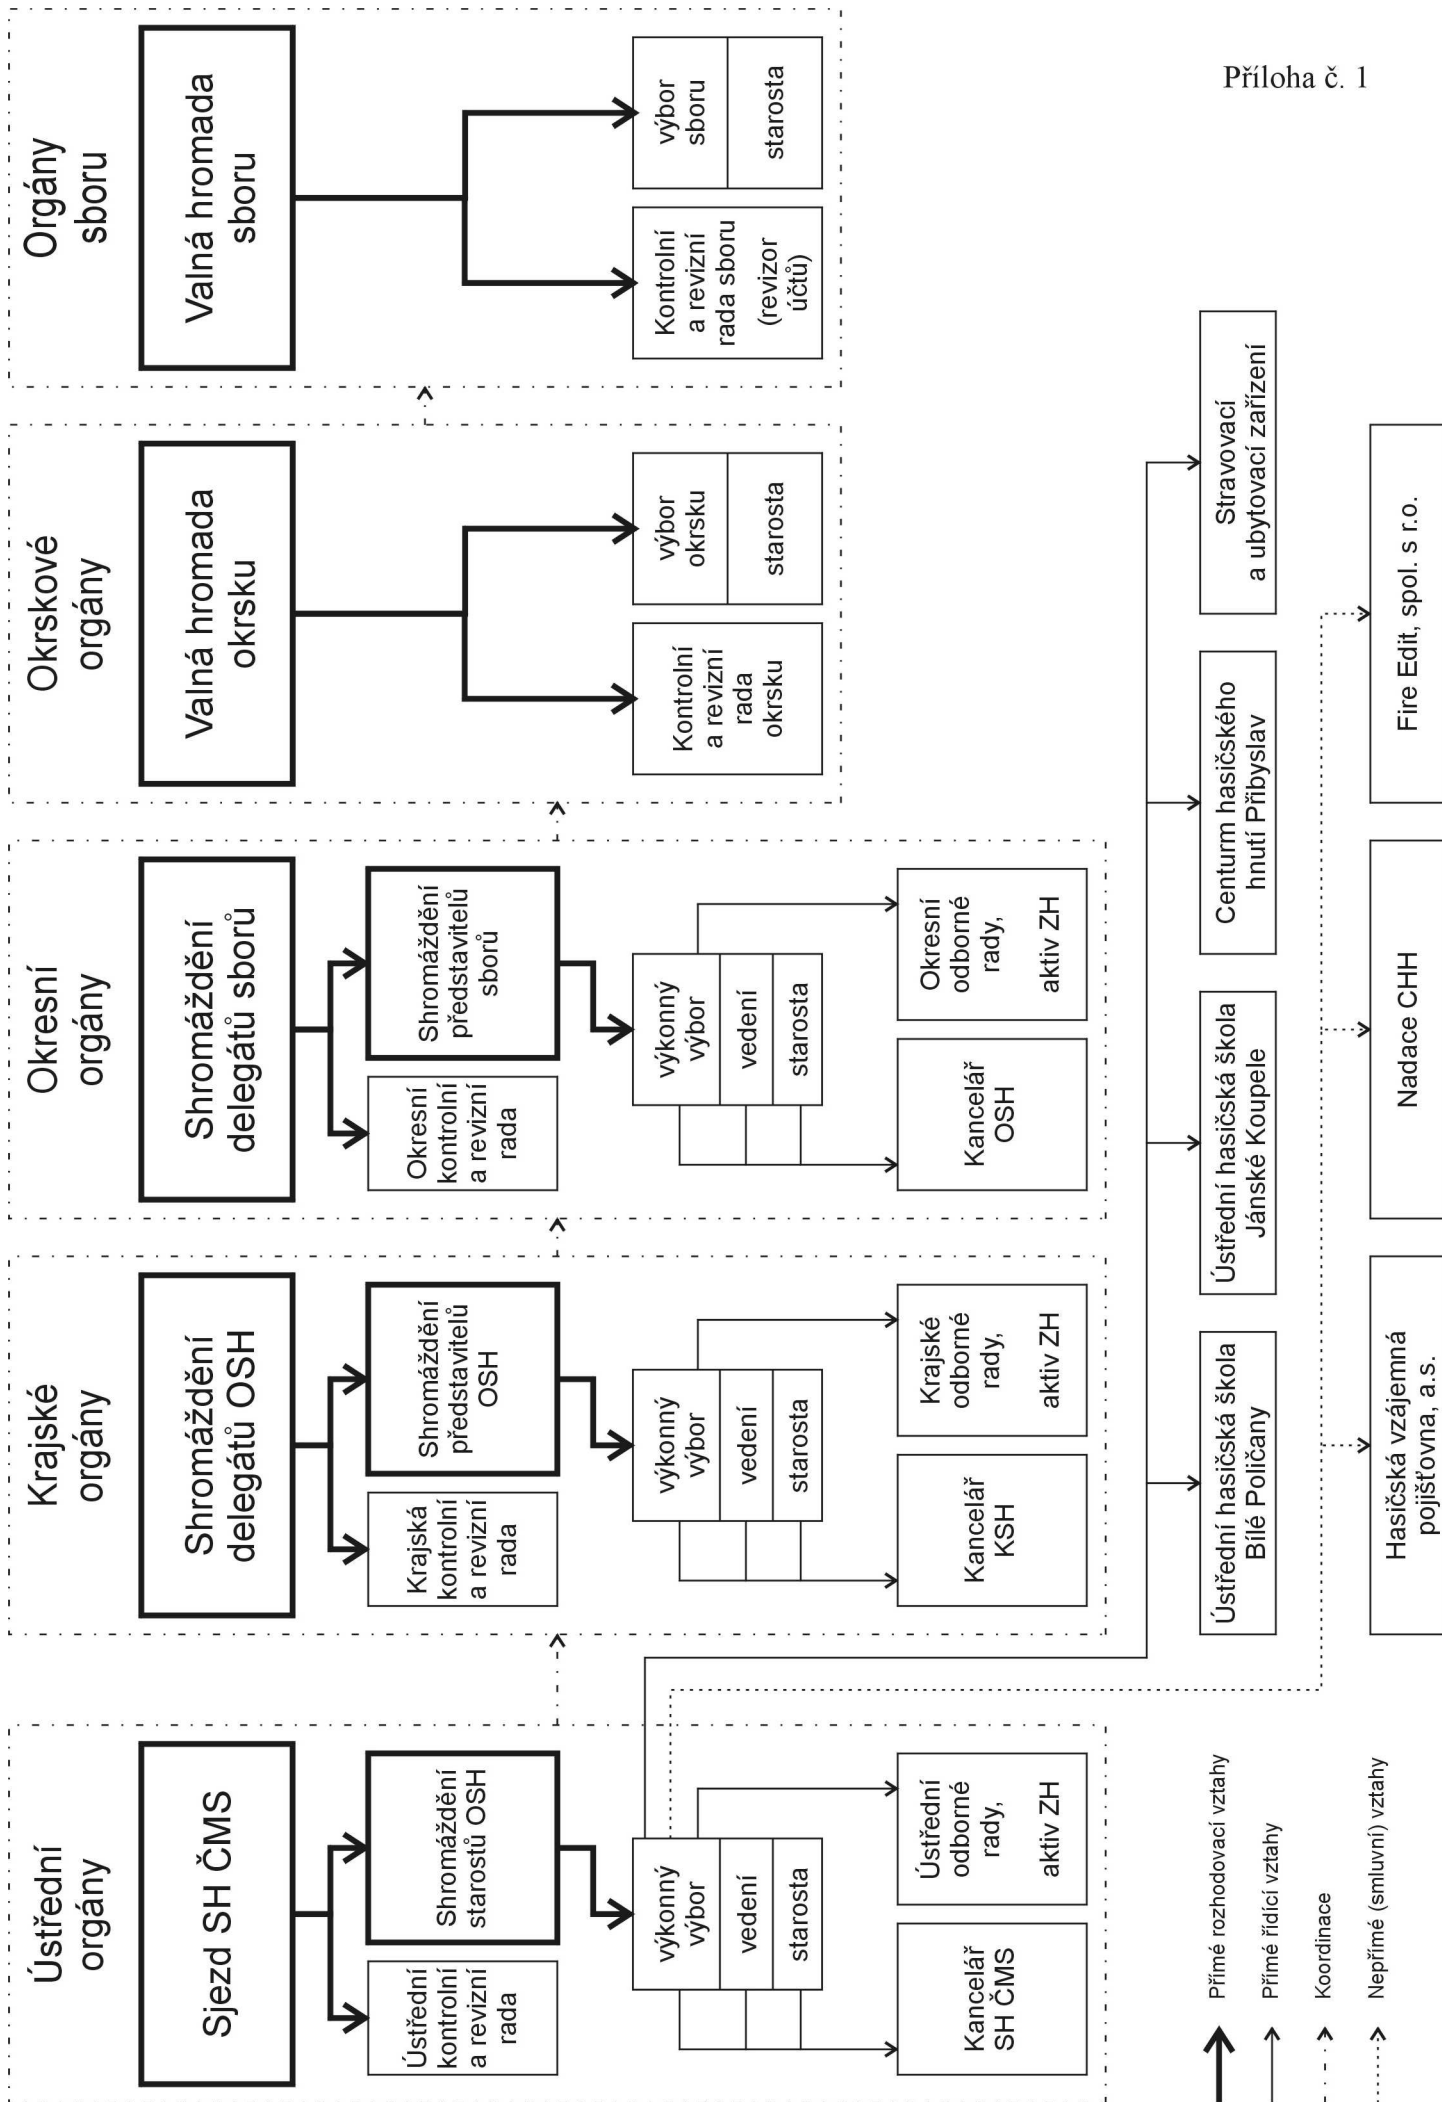 Příloha č. 1
Ústřední
orgány
Sjezd SH ČMS
Ústřední
kontrolní
a revizní
rada
Shromáždění
starostů OSH
výkonný
výbor
vedení
starosta
Kancelář
SH ČMS
Ústřední
odborné
rady,
aktiv ZH
Krajské
orgány
Shromáždění
delegátů OSH
Krajská
kontrolní
a revizní
rada
Shromáždění
představitelů
OSH
výkonný
výbor
vedení
starosta
Kancelář
KSH
Krajské
odborné
rady,
aktiv ZH
Okresní
orgány
Shromáždění
delegátů sborů
Okresní
kontrolní
a revizní
rada
Shromáždění
představitelů
sborů
výkonný
výbor
vedení
starosta
Kancelář
OSH
Okresní
odborné
rady,
aktiv ZH
Okrskové
orgány
Valná hromada
okrsku
Kontrolní
a revizní
rada
okrsku
výbor
okrsku
starosta
Orgány
sboru
Valná hromada
sboru
Kontrolní
a revizní
rada sboru
(revizor
účtů)
výbor
sboru
starosta
Ústřední hasičská škola
Bílé Poličany
Ústřední hasičská škola
Jánské Koupele
Centurm hasičského
hnutí Přibyslav
Stravovací
a ubytovací zařízení
Hasičská vzájemná
pojišťovna, a.s.
Nadace CHH
Fire Edit, spol. s r.o.
Přímé rozhodovací vztahy
Přímé řídící vztahy
Koordinace
Nepřímé (smluvní) vztahy